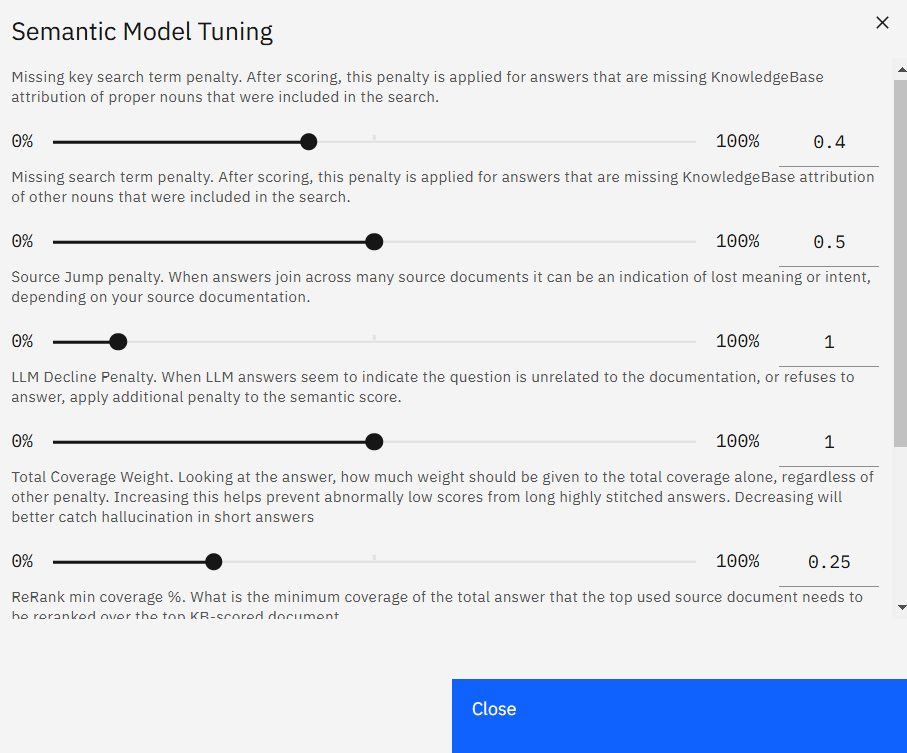 Semantic Model Tuning
Missing key search term penalty. After scoring, this penalty is applied for answers that are missing KnowledgeBase
attribution of proper nouns that were included in the search.
0% 100% 0.4
Missing search term penalty. After scoring, this penalty is applied for answers that are missing KnowledgeBase attribution
of other nouns that were included in the search.
0% 100% 0.5
Source Jump penalty. When answers join across many source documents it can be an indication of lost meaning or intent,
depending on your source documentation.
0% 100% 1
LLM Decline Penalty. When LLM answers seem to indicate the question is unrelated to the documentation, or refuses to
answer, apply additional penalty to the semantic score.
0% 100% 1
Total Coverage Weight. Looking at the answer, how much weight should be given to the total coverage alone, regardless of
other penalty. Increasing this helps prevent abnormally low scores from long highly stitched answers. Decreasing will
better catch hallucination in short answers
0% 100% 0.25
ReRank min coverage %. What is the minimum coverage of the total answer that the top used source document needs to
be reranked over the top KB-scored document
Close